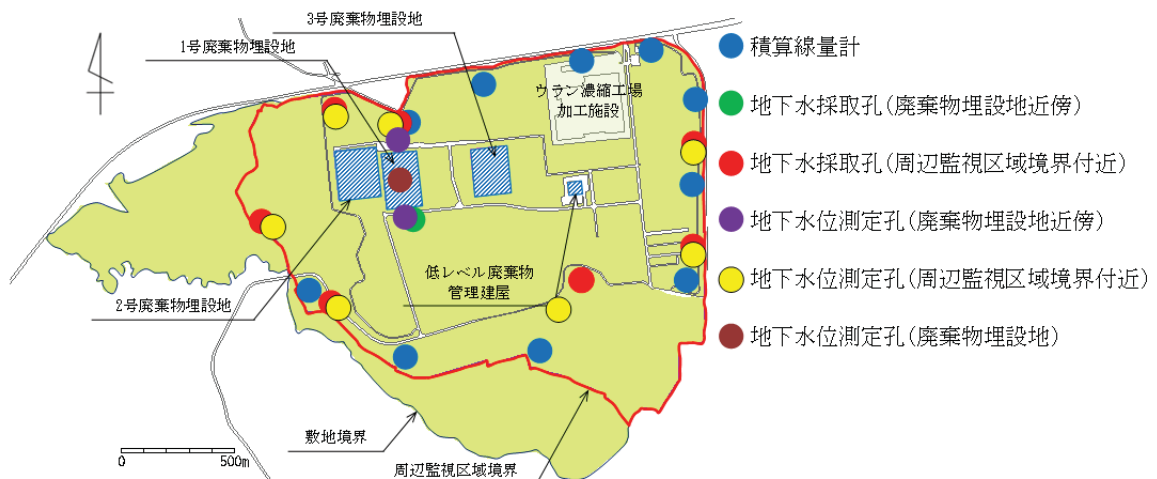 3号廃棄物埋設地
1号廃棄物埋設地
ウラン濃縮工場
加工施設
低レベル廃棄物
管理建屋
2号廃棄物埋設地
敷地境界
周辺監視区域境界
0
500m
積算線量計
地下水採取孔(廃棄物埋設地近傍)
地下水採取孔(周辺監視区域境界付近)
地下水位測定孔(廃棄物埋設地近傍)
地下水位測定孔(周辺監視区域境界付近)
地下水位測定孔(廃棄物埋設地)